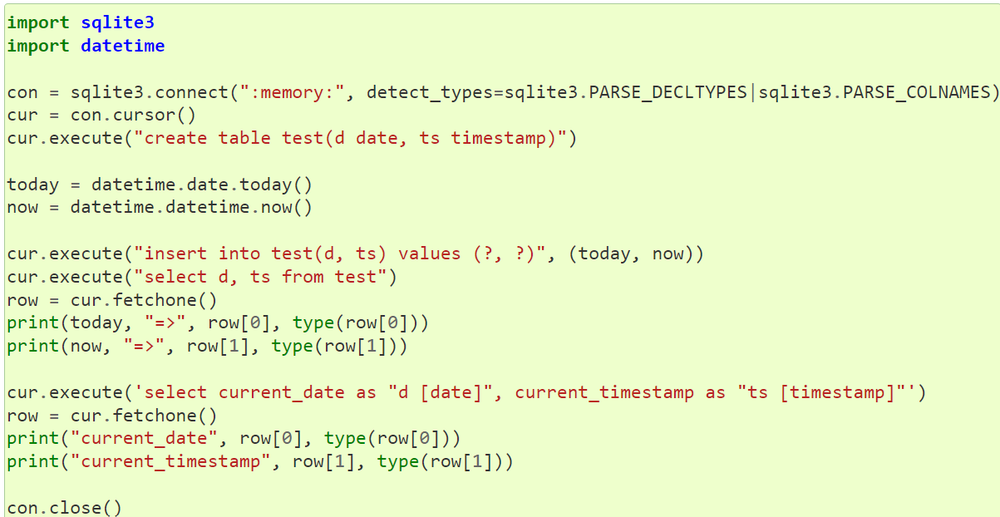 import sqlite3
import datetime

con = sqlite3.connect(":memory:", detect_types=sqlite3.PARSE_DECLTYPES|sqlite3.PARSE_COLNAMES)
cur = con.cursor()
cur.execute("create table test(d date, ts timestamp)")

today = datetime.date.today()
now = datetime.datetime.now()

cur.execute("insert into test(d, ts) values (?, ?)", (today, now))
cur.execute("select d, ts from test")
row = cur.fetchone()
print(today, "=>", row[0], type(row[0]))
print(now, "=>", row[1], type(row[1]))

cur.execute('select current_date as "d [date]", current_timestamp as "ts [timestamp]"')
row = cur.fetchone()
print("current_date", row[0], type(row[0]))
print("current_timestamp", row[1], type(row[1]))

con.close()